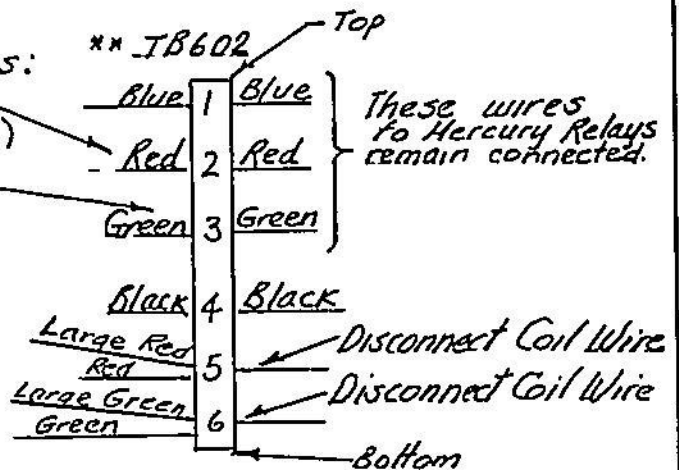 Top
** TB602
s:
Blue 1 Blue
These wires
to Mercury Relays
remain connected.
)
Red 2 Red
Green 3 Green
Black 4 Black
Large Red
Disconnect Coil Wire
Red 5
Large Green
Disconnect Coil Wire
6
Green
Bottom